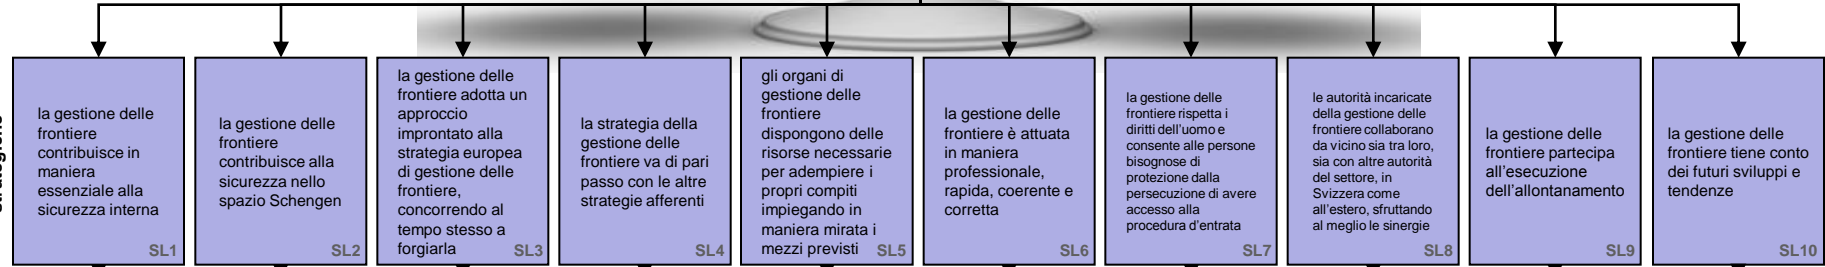 la gestione delle
frontiere
contribuisce in
maniera
essenziale alla
sicurezza interna
SL1
la gestione delle
frontiere
contribuisce alla
sicurezza nello
spazio Schengen
SL2
la gestione delle
frontiere adotta un
approccio
improntato alla
strategia europea
di gestione delle
frontiere,
concorrendo al
tempo stesso a
forgiarla
SL3
la strategia della
gestione delle
frontiere va di pari
passo con le altre
strategie afferenti
SL4
gli organi di
gestione delle
frontiere
dispongono delle
risorse necessarie
per adempiere i
propri compiti
impiegando in
maniera mirata i
mezzi previsti
SL5
la gestione delle
frontiere è attuata
in maniera
professionale,
rapida, coerente e
corretta
SL6
la gestione delle
frontiere rispetta i
diritti dell'uomo e
consente alle persone
bisognose di
protezione dalla
persecuzione di avere
accesso alla
procedura d'entrata
SL7
le autorità incaricate
della gestione delle
frontiere collaborano
da vicino sia tra loro,
sia con altre autorità
del settore, in
Svizzera come
all'estero, sfruttando
al meglio le sinergie
SL8
la gestione delle
frontiere partecipa
all'esecuzione
dell'allontanamento
SL9
la gestione delle
frontiere tiene conto
dei futuri sviluppi e
tendenze
SL10